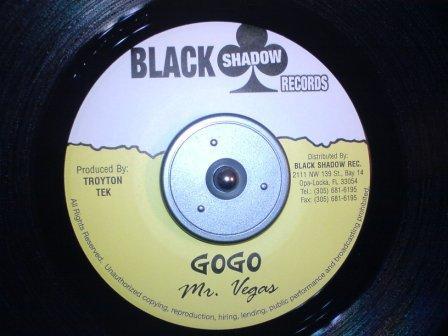 BLACK SHADOW
RECORDS
Produced By:
TROYTON
TEK
Distributed By:
BLACK SHADOW REC.
2111 NW 139 St., Bay 14
Opa-Locka, FL 33054
Tel: (305) 681-6195
Fax: (305) 681-6195
GOGO
Mr. Vegas
All Rights Reserved. Unauthorized copying, reproduction, hiring, lending, public performance and broadcasting prohibited.